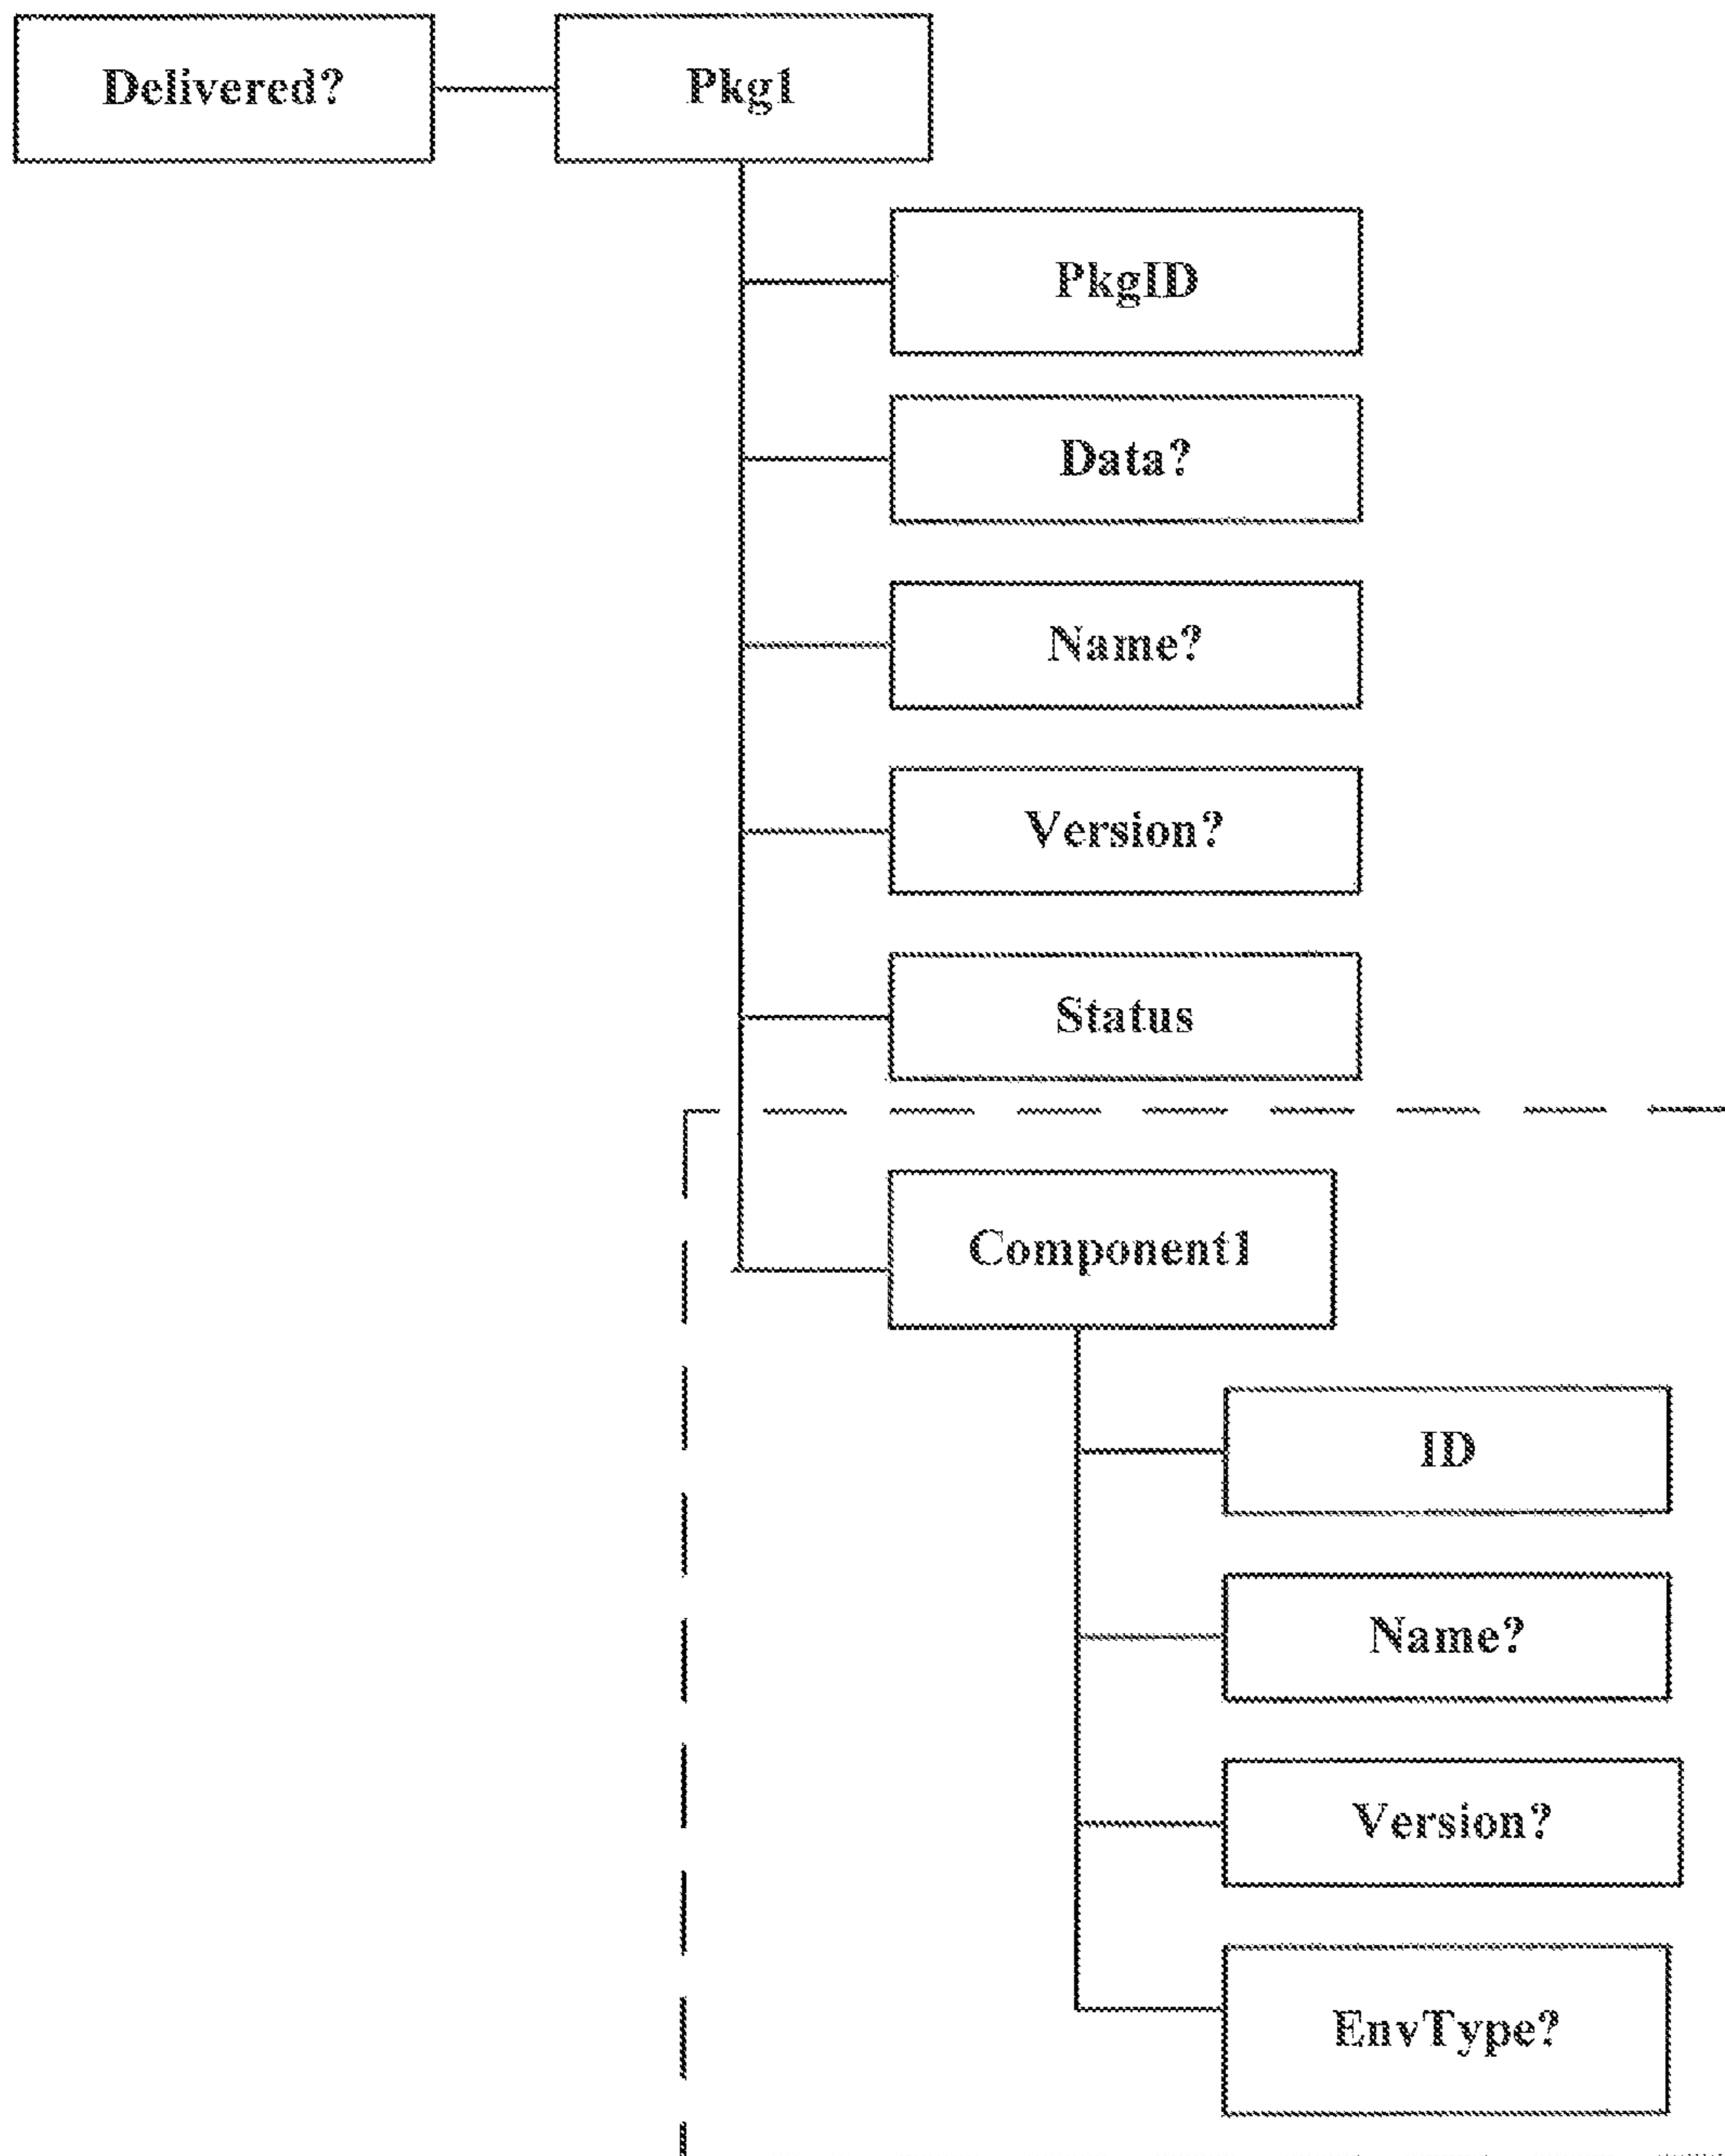 Delivered?
Pkg1
PkgID
Data?
Name?
Version?
Status
Component1
ID
Name?
Version?
EnvType?